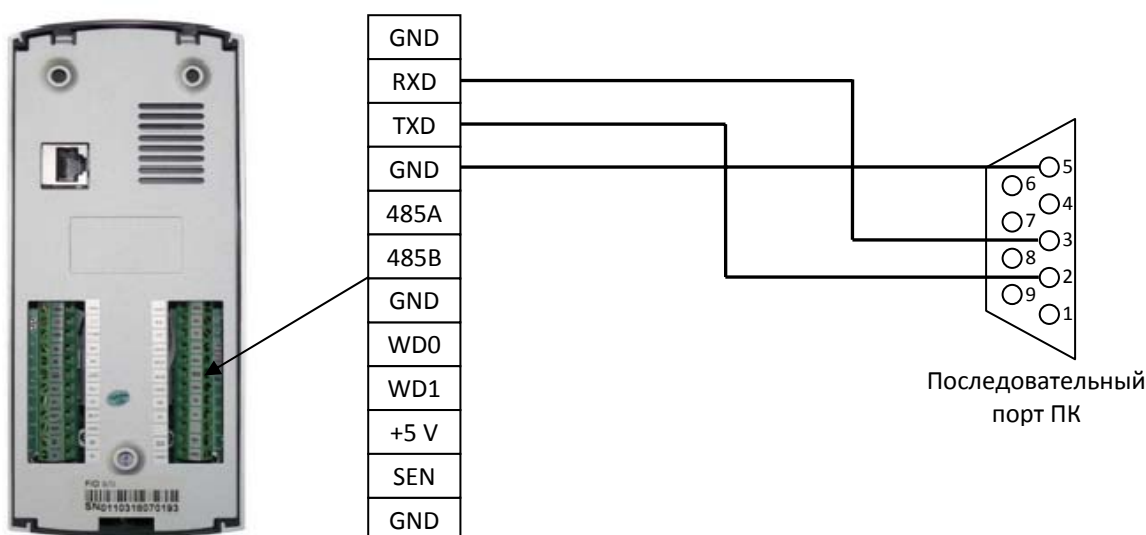 GND
RXD
TXD
GND
485A
485B
GND
WD0
WD1
+5 V
SEN
GND
5
6
4
7
3
8
2
9
1
Последовательный
порт ПК
SN0110318070193